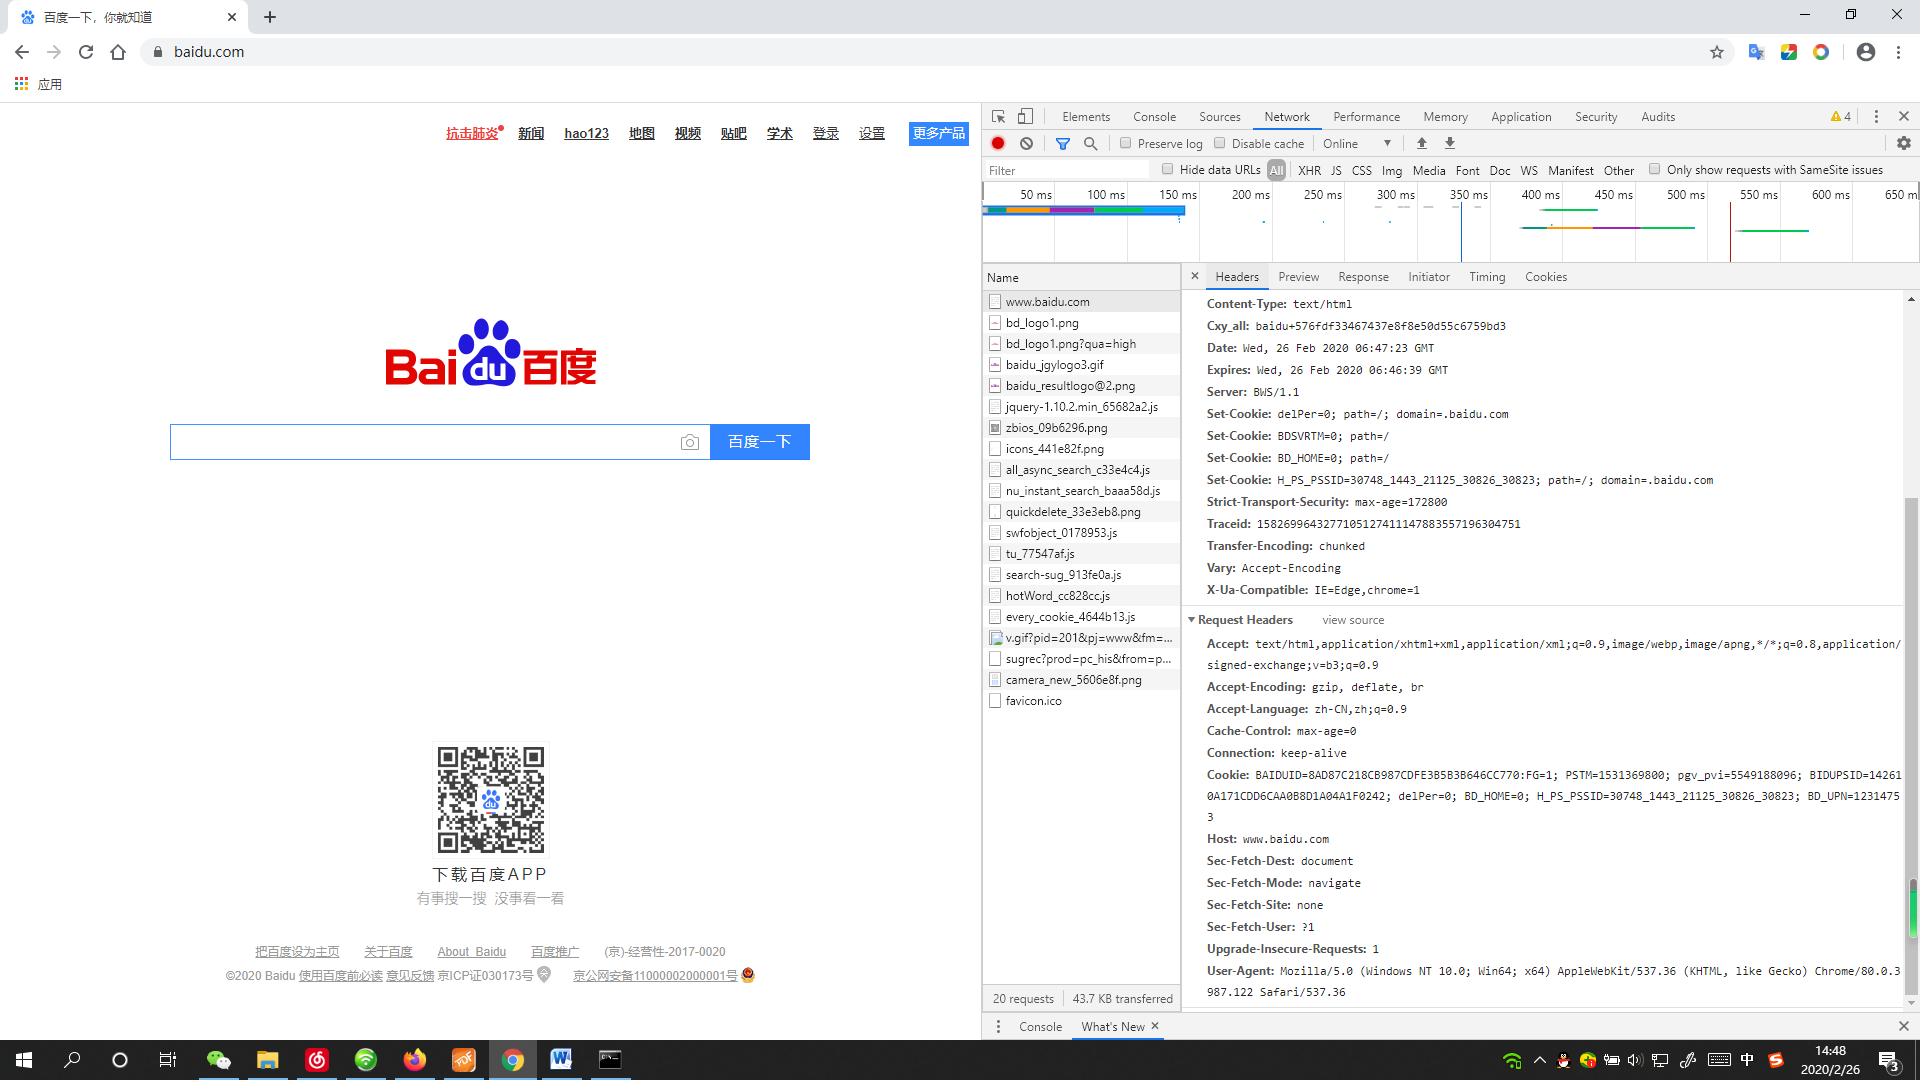 百度一下，你就知道
baidu.com
应用
抗击肺炎 新闻 hao123 地图 视频 贴吧 学术 登录 设置 更多产品
Bai du 百度
百度一下
du
下载百度APP
有事搜一搜 没事看一看
把百度设为主页 关于百度 About Baidu 百度推广 (京)-经营性-2017-0020
©2020 Baidu 使用百度前必读 意见反馈 京ICP证030173号 京公网安备11000002000001号
Elements Console Sources Network Performance Memory Application Security Audits 4
Preserve log Disable cache Online
Filter Hide data URLs All XHR JS CSS Img Media Font Doc WS Manifest Other Only show requests with SameSite issues
50 ms 100 ms 150 ms 200 ms 250 ms 300 ms 350 ms 400 ms 450 ms 500 ms 550 ms 600 ms 650 m
Name
www.baidu.com
bd_logo1.png
bd_logo1.png?qua=high
baidu_jgylogo3.gif
baidu_resultlogo@2.png
jquery-1.10.2.min_65682a2.js
zbios_09b6296.png
icons_441e82f.png
all_async_search_c33e4c4.js
nu_instant_search_baaa58d.js
quickdelete_33e3eb8.png
swfobject_0178953.js
tu_77547af.js
search-sug_913fe0a.js
hotWord_cc828cc.js
every_cookie_4644b13.js
v.gif?pid=201&pj=www&fm=...
sugrec?prod=pc_his&from=p...
camera_new_5606e8f.png
favicon.ico
20 requests 43.7 KB transferred
Headers Preview Response Initiator Timing Cookies
Content-Type: text/html
Cxy_all: baidu+576fdf33467437e8f8e50d55c6759bd3
Date: Wed, 26 Feb 2020 06:47:23 GMT
Expires: Wed, 26 Feb 2020 06:46:39 GMT
Server: BWS/1.1
Set-Cookie: delPer=0; path=/; domain=.baidu.com
Set-Cookie: BDSVRTM=0; path=/
Set-Cookie: BD_HOME=0; path=/
Set-Cookie: H_PS_PSSID=30748_1443_21125_30826_30823; path=/; domain=.baidu.com
Strict-Transport-Security: max-age=172800
Traceid: 1582699643277105127411147883557196304751
Transfer-Encoding: chunked
Vary: Accept-Encoding
X-Ua-Compatible: IE=Edge,chrome=1
Request Headers view source
Accept: text/html,application/xhtml+xml,application/xml;q=0.9,image/webp,image/apng,*/*;q=0.8,application/
signed-exchange;v=b3;q=0.9
Accept-Encoding: gzip, deflate, br
Accept-Language: zh-CN,zh;q=0.9
Cache-Control: max-age=0
Connection: keep-alive
Cookie: BAIDUID=8AD87C218CB987CDFE3B5B3B646CC770:FG=1; PSTM=1531369800; pgv_pvi=5549188096; BIDUPSID=14261
0A171CDD6CAA0B8D1A04A1F0242; delPer=0; BD_HOME=0; H_PS_PSSID=30748_1443_21125_30826_30823; BD_UPN=1231475
3
Host: www.baidu.com
Sec-Fetch-Dest: document
Sec-Fetch-Mode: navigate
Sec-Fetch-Site: none
Sec-Fetch-User: ?1
Upgrade-Insecure-Requests: 1
User-Agent: Mozilla/5.0 (Windows NT 10.0; Win64; x64) AppleWebKit/537.36 (KHTML, like Gecko) Chrome/80.0.3
987.122 Safari/537.36
Console What's New
中
14:48
2020/2/26
3